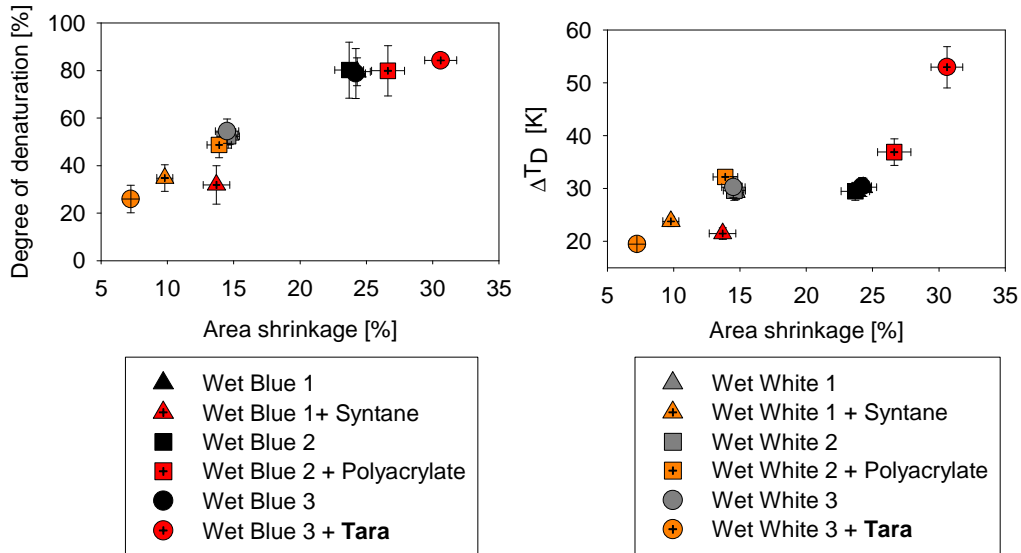 Degree of denaturation [%]
100
80
60
40
20
0
5 10 15 20 25 30 35
Area shrinkage [%]
ΔTD [K]
60
50
40
30
20
5 10 15 20 25 30 35
Area shrinkage [%]
Wet Blue 1
Wet Blue 1+ Syntane
Wet Blue 2
Wet Blue 2 + Polyacrylate
Wet Blue 3
Wet Blue 3 + Tara
Wet White 1
Wet White 1 + Syntane
Wet White 2
Wet White 2 + Polyacrylate
Wet White 3
Wet White 3 + Tara